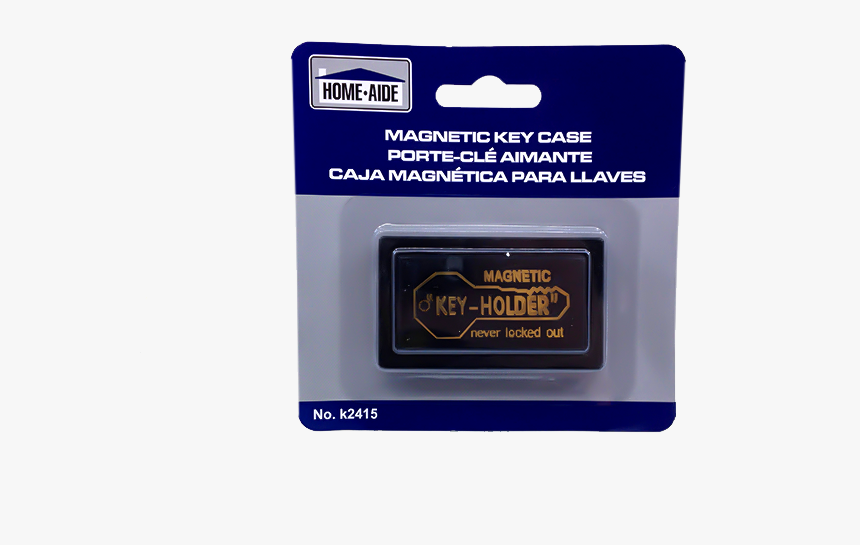 HOME•AIDE
MAGNETIC KEY CASE
PORTE-CLÉ AIMANTE
CAJA MAGNÉTICA PARA LLAVES
MAGNETIC
"KEY-HOLDER"
never locked out
No. k2415